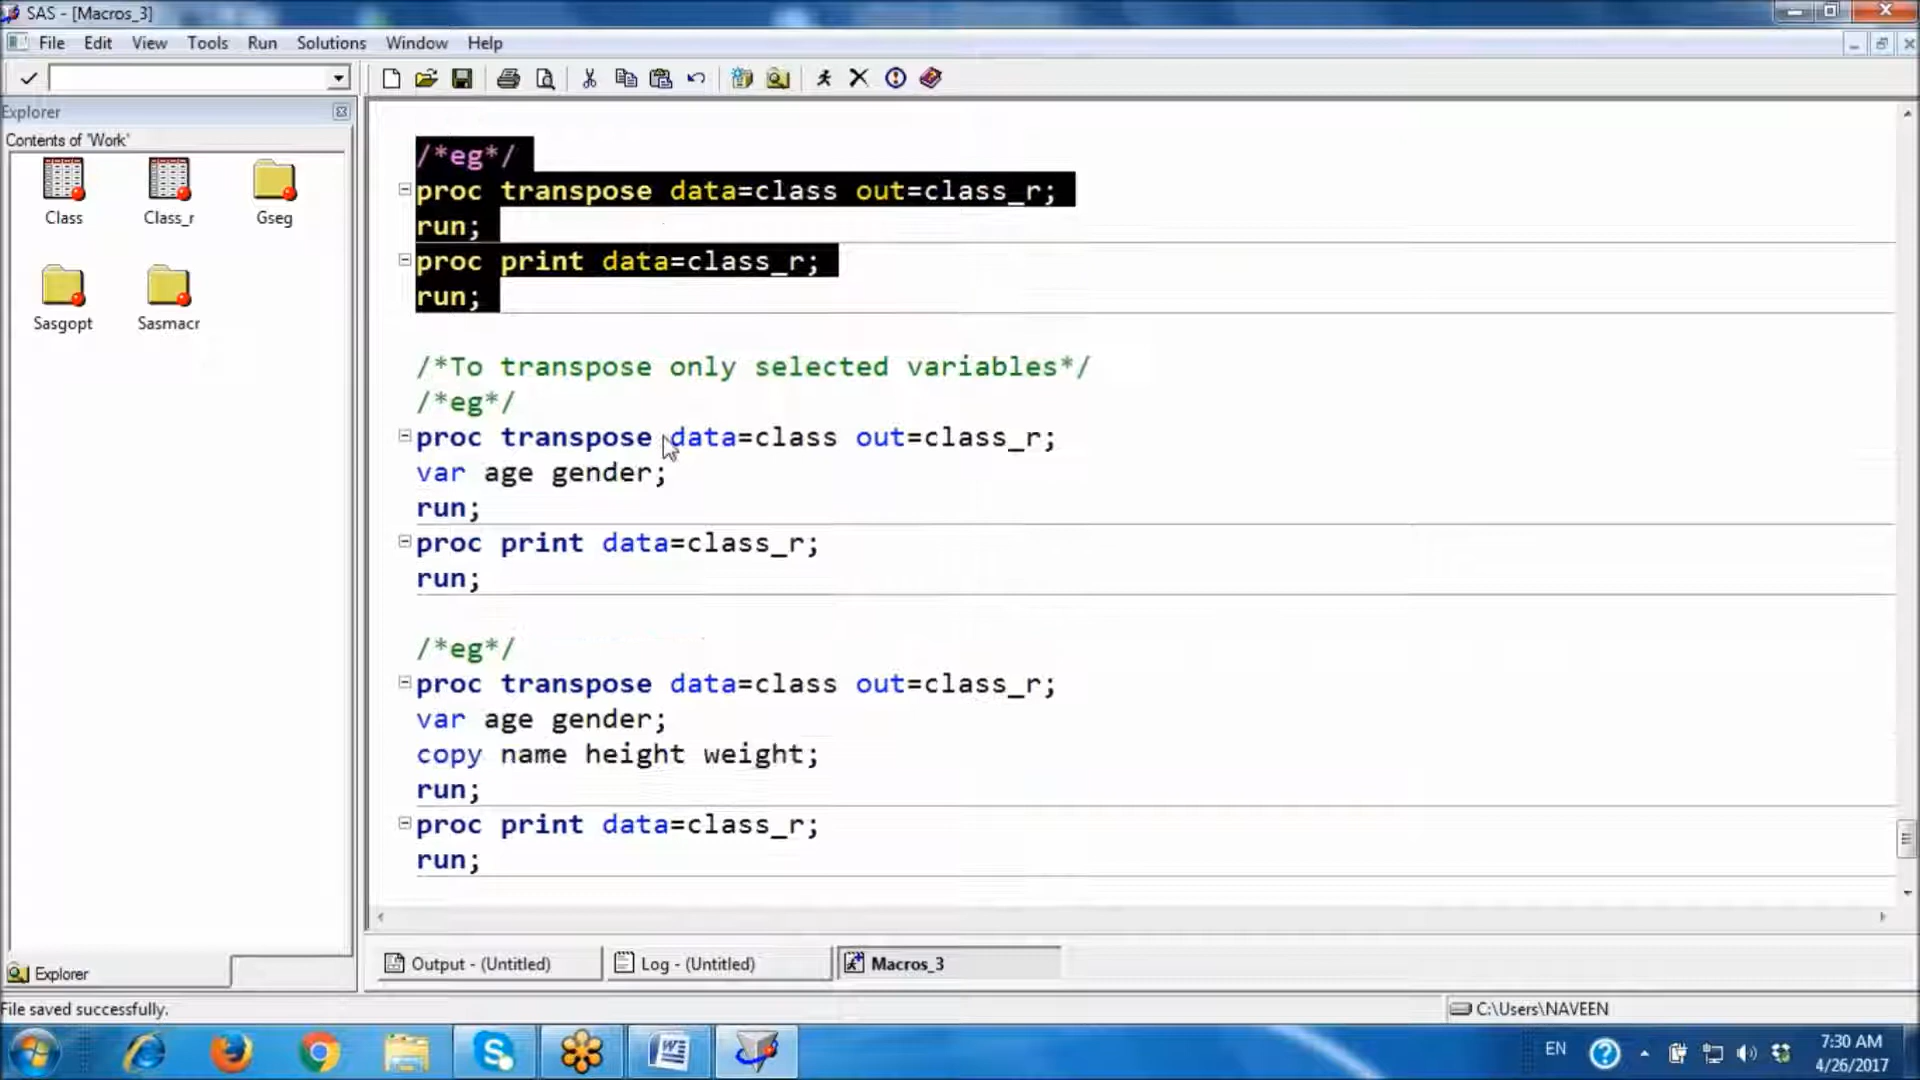 SAS - [Macros_3]
File Edit View Tools Run Solutions Window Help
Explorer
Contents of 'Work'
Class Class_r Gseg
Sasgopt Sasmacr
/*eg*/
proc transpose data=class out=class_r;
run;
proc print data=class_r;
run;
/*To transpose only selected variables*/
/*eg*/
proc transpose data=class out=class_r;
var age gender;
run;
proc print data=class_r;
run;
/*eg*/
proc transpose data=class out=class_r;
var age gender;
copy name height weight;
run;
proc print data=class_r;
run;
Output - (Untitled) Log - (Untitled) Macros_3
Explorer
File saved successfully. C:\Users\NAVEEN
EN 7:30 AM
4/26/2017